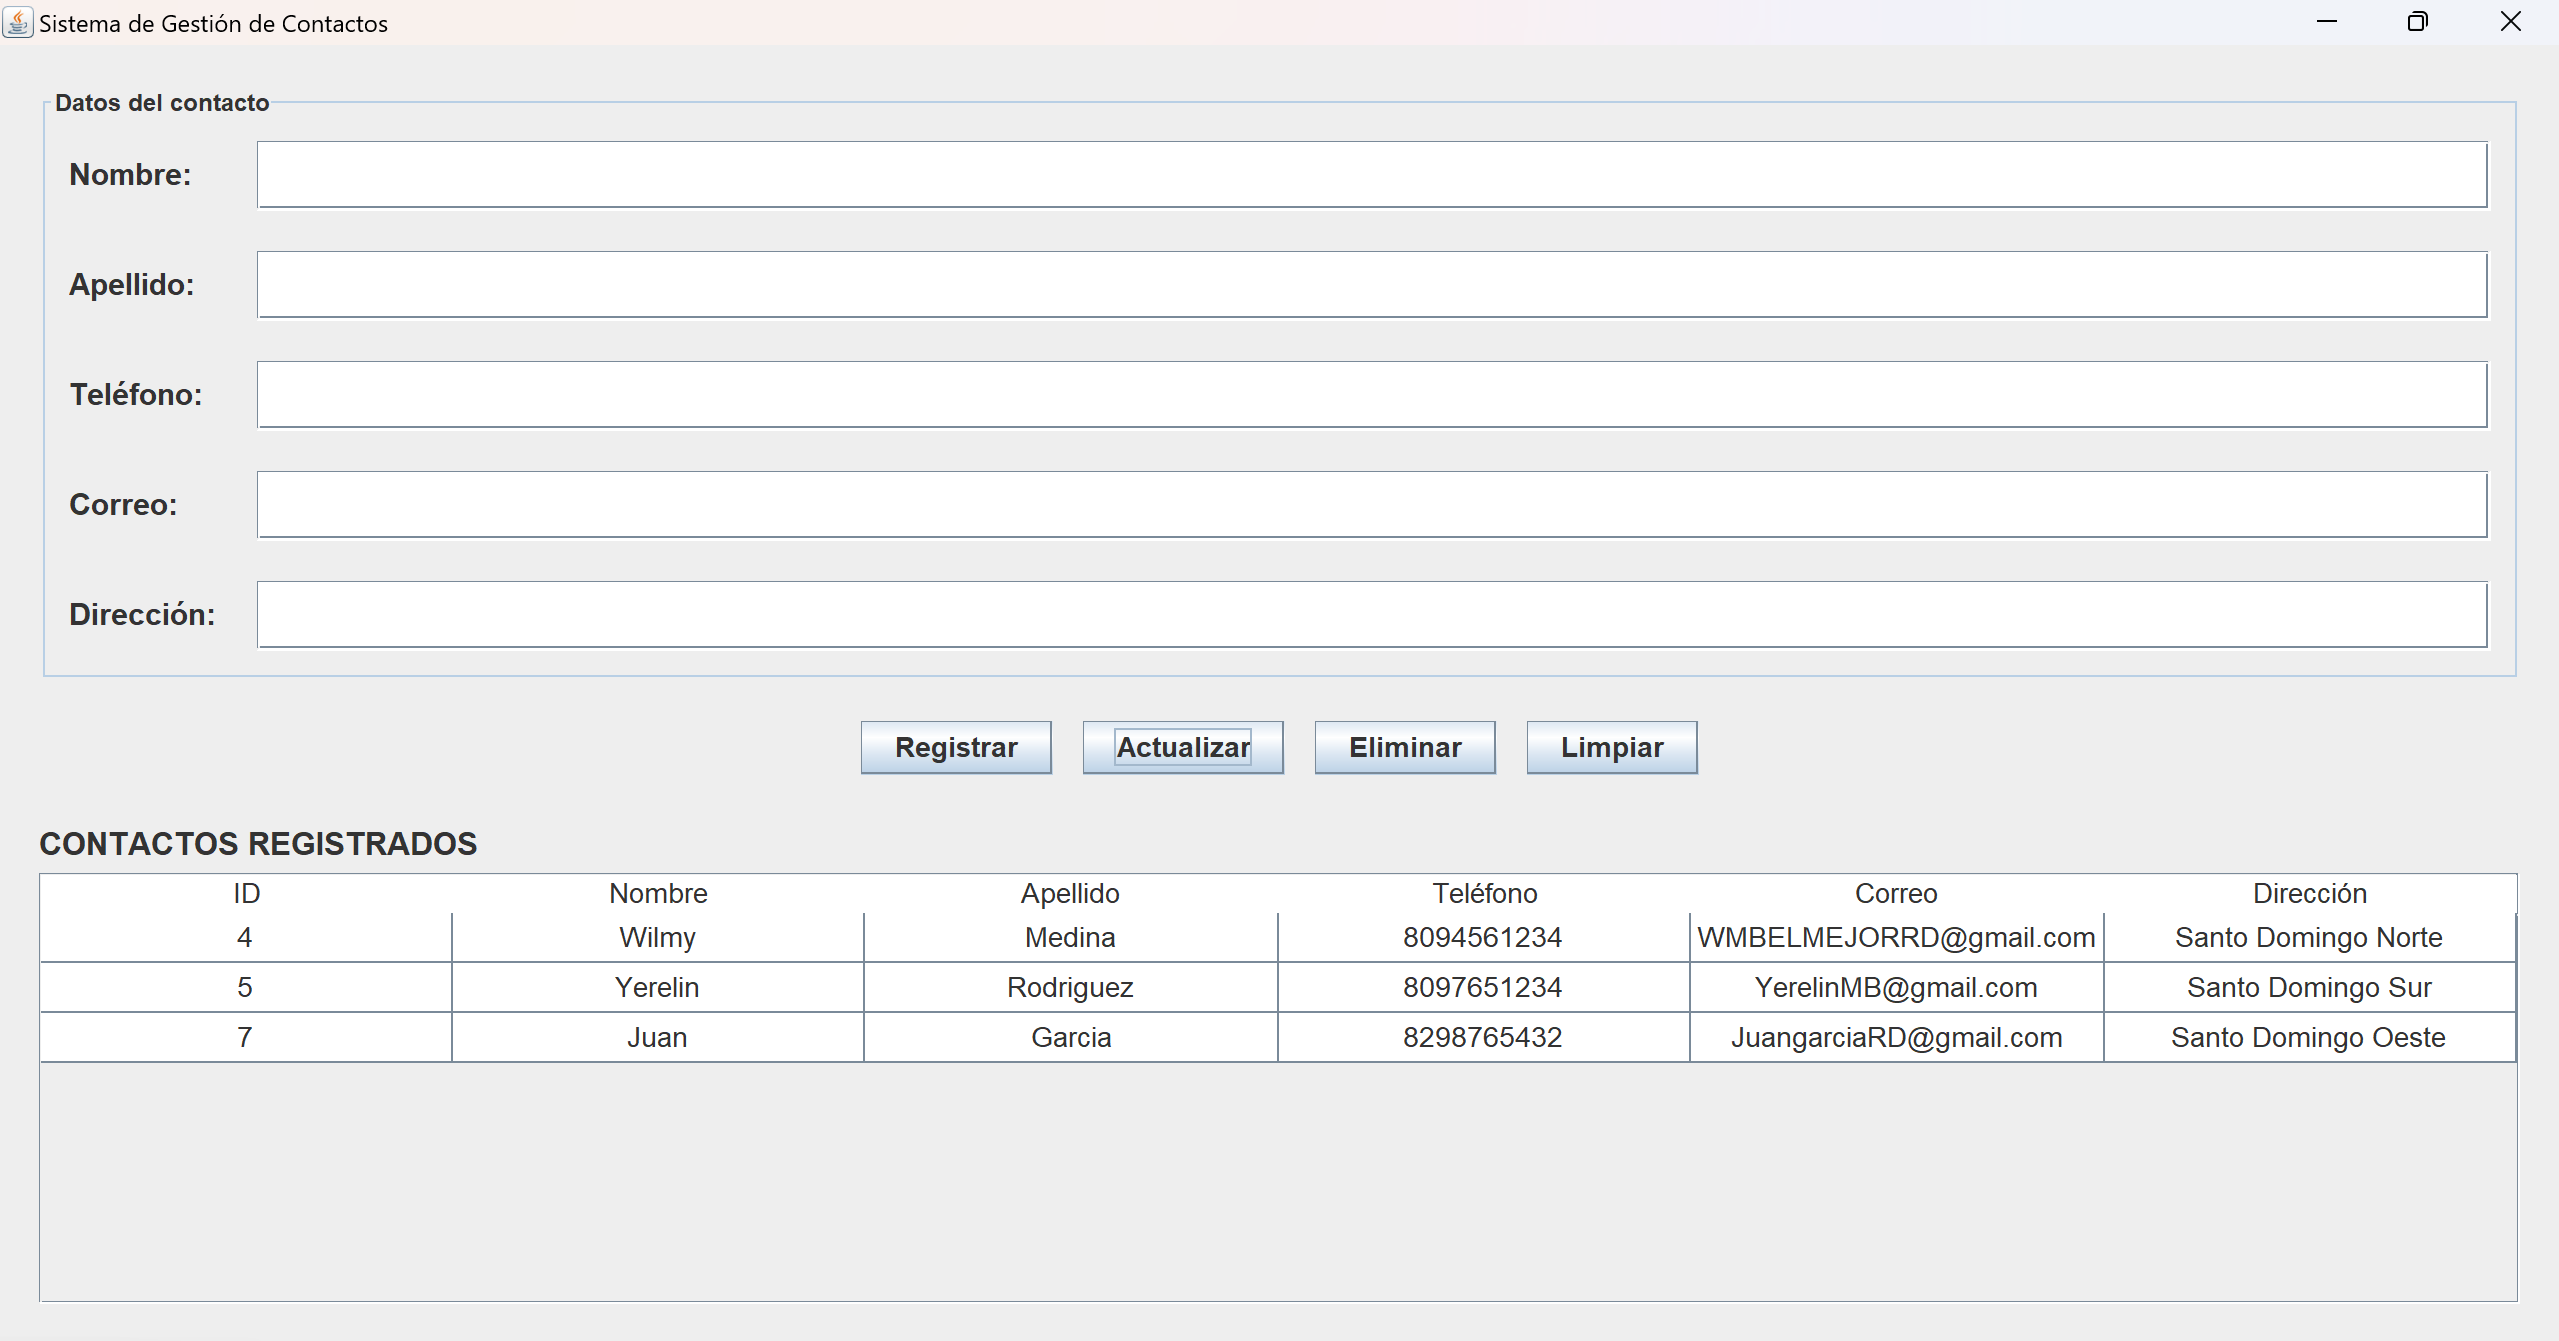 Sistema de Gestión de Contactos
Datos del contacto
Nombre:
Apellido:
Teléfono:
Correo:
Dirección:
Registrar Actualizar Eliminar Limpiar
CONTACTOS REGISTRADOS
ID Nombre Apellido Teléfono Correo Dirección
4 Wilmy Medina 8094561234 WMBELMEJORRD@gmail.com Santo Domingo Norte
5 Yerelin Rodriguez 8097651234 YerelinMB@gmail.com Santo Domingo Sur
7 Juan Garcia 8298765432 JuangarciaRD@gmail.com Santo Domingo Oeste